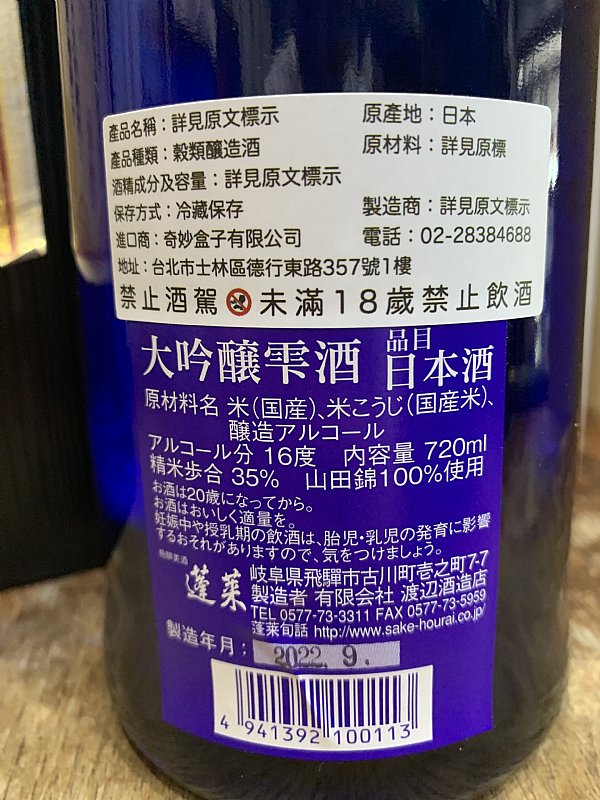 產品名稱：詳見原文標示 原產地：日本
產品種類：穀類釀造酒 原材料：詳見原標
酒精成分及容量：詳見原文標示
保存方式：冷藏保存 製造商：詳見原文標示
進口商：奇妙盒子有限公司 電話：02-28384688
地址：台北市士林區德行東路357號1樓
禁止酒駕 未滿18歲禁止飲酒
大吟醸雫酒 品目 日本酒
原材料名 米(国産)、米こうじ(国産米)、
醸造アルコール
アルコール分 16度 内容量 720ml
精米歩合 35% 山田錦100%使用
お酒は20歳になってから。
お酒はおいしく適量を。
妊娠中や授乳期の飲酒は、胎児・乳児の発育に影響
するおそれがありますので、気をつけましょう。
飛騨美酒
蓬莱
岐阜県飛騨市古川町壱之町7-7
製造者 有限会社 渡辺酒造店
TEL 0577-73-3311 FAX 0577-73-5959
蓬莱旬話 http://www.sake-hourai.co.jp/
製造年月： 2022.9.
4 941392 100113